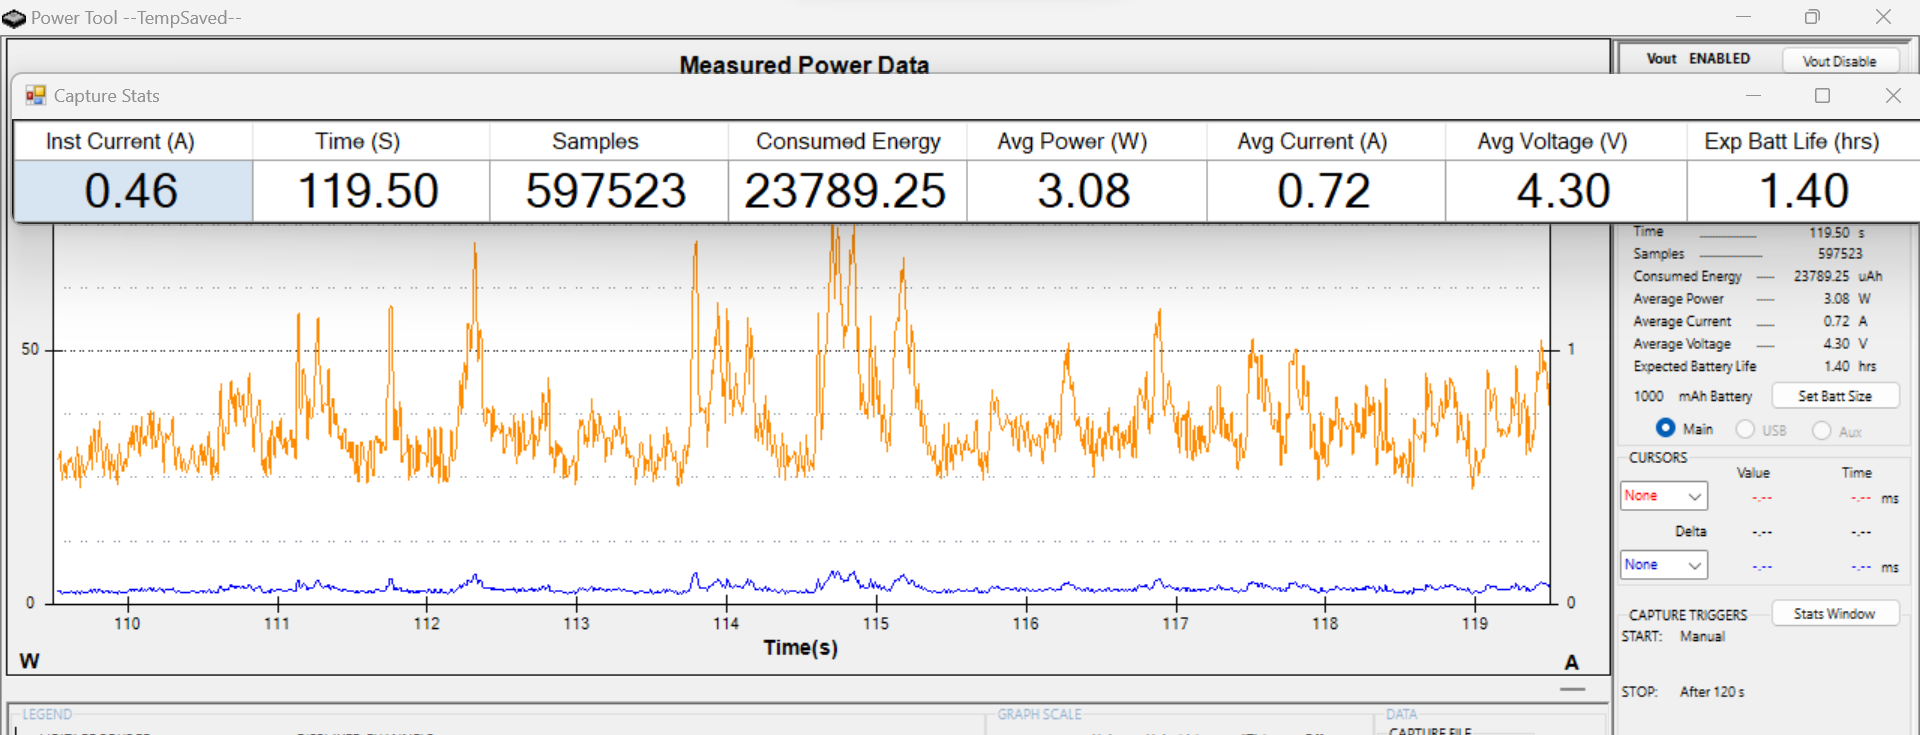 Power Tool --TempSaved--
Measured Power Data
Vout ENABLED
Vout Disable
Capture Stats
Inst Current (A) Time (S) Samples Consumed Energy Avg Power (W) Avg Current (A) Avg Voltage (V) Exp Batt Life (hrs)
0.46 119.50 597523 23789.25 3.08 0.72 4.30 1.40
Time 119.50 s
Samples 597523
Consumed Energy 23789.25 uAh
Average Power 3.08 W
Average Current 0.72 A
Average Voltage 4.30 V
Expected Battery Life 1.40 hrs
1000 mAh Battery Set Batt Size
Main USB Aux
CURSORS
Value Time
None -.-- -.-- ms
Delta -.-- -.--
None -.-- -.-- ms
CAPTURE TRIGGERS Stats Window
START: Manual
STOP: After 120 s
50 1
0 0
110 111 112 113 114 115 116 117 118 119
Time(s)
W A
LEGEND GRAPH SCALE DATA
CAPTURE FILE